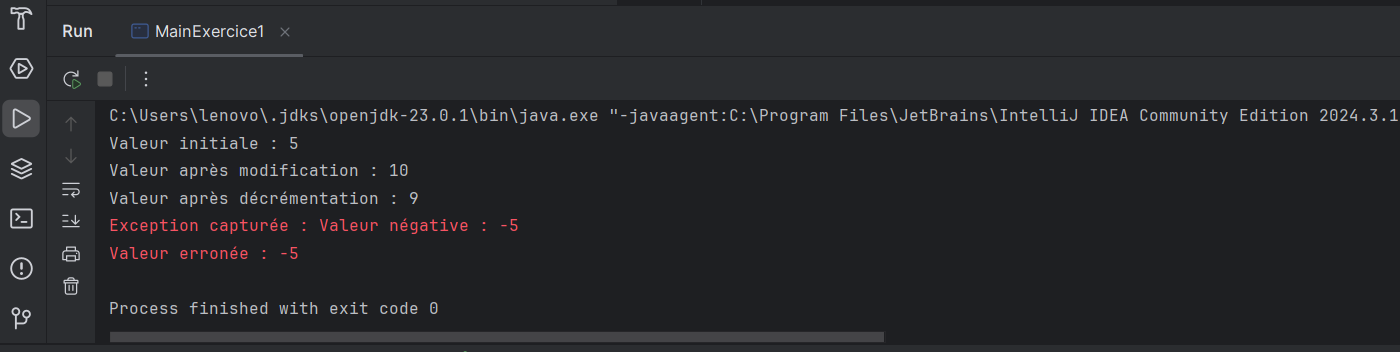 Run MainExercice1
C:\Users\lenovo\.jdks\openjdk-23.0.1\bin\java.exe "-javaagent:C:\Program Files\JetBrains\IntelliJ IDEA Community Edition 2024.3.1
Valeur initiale : 5
Valeur après modification : 10
Valeur après décrémentation : 9
Exception capturée : Valeur négative : -5
Valeur erronée : -5
Process finished with exit code 0